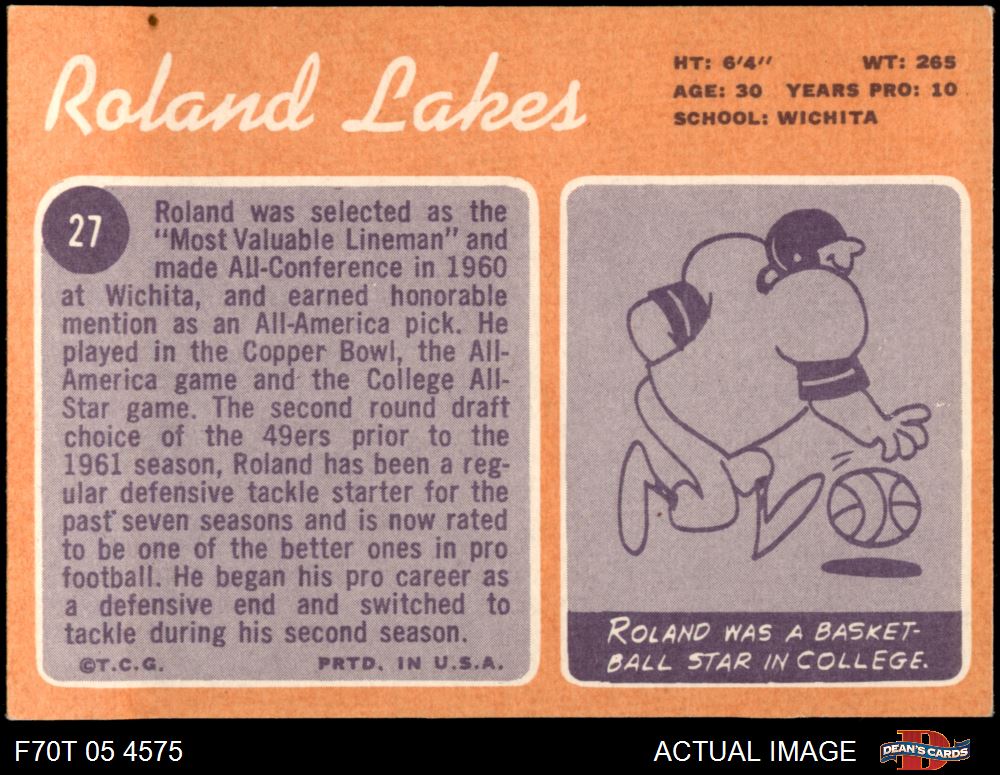 Roland Lakes
HT: 6'4" WT: 265
AGE: 30 YEARS PRO: 10
SCHOOL: WICHITA
27
Roland was selected as the
"Most Valuable Lineman" and
made All-Conference in 1960
at Wichita, and earned honorable
mention as an All-America pick. He
played in the Copper Bowl, the All-
America game and the College All-
Star game. The second round draft
choice of the 49ers prior to the
1961 season, Roland has been a reg-
ular defensive tackle starter for the
past seven seasons and is now rated
to be one of the better ones in pro
football. He began his pro career as
a defensive end and switched to
tackle during his second season.
©T.C.G. PRTD. IN U.S.A.
ROLAND WAS A BASKET-
BALL STAR IN COLLEGE.
F70T 05 4575
ACTUAL IMAGE
D
DEAN'S CARDS